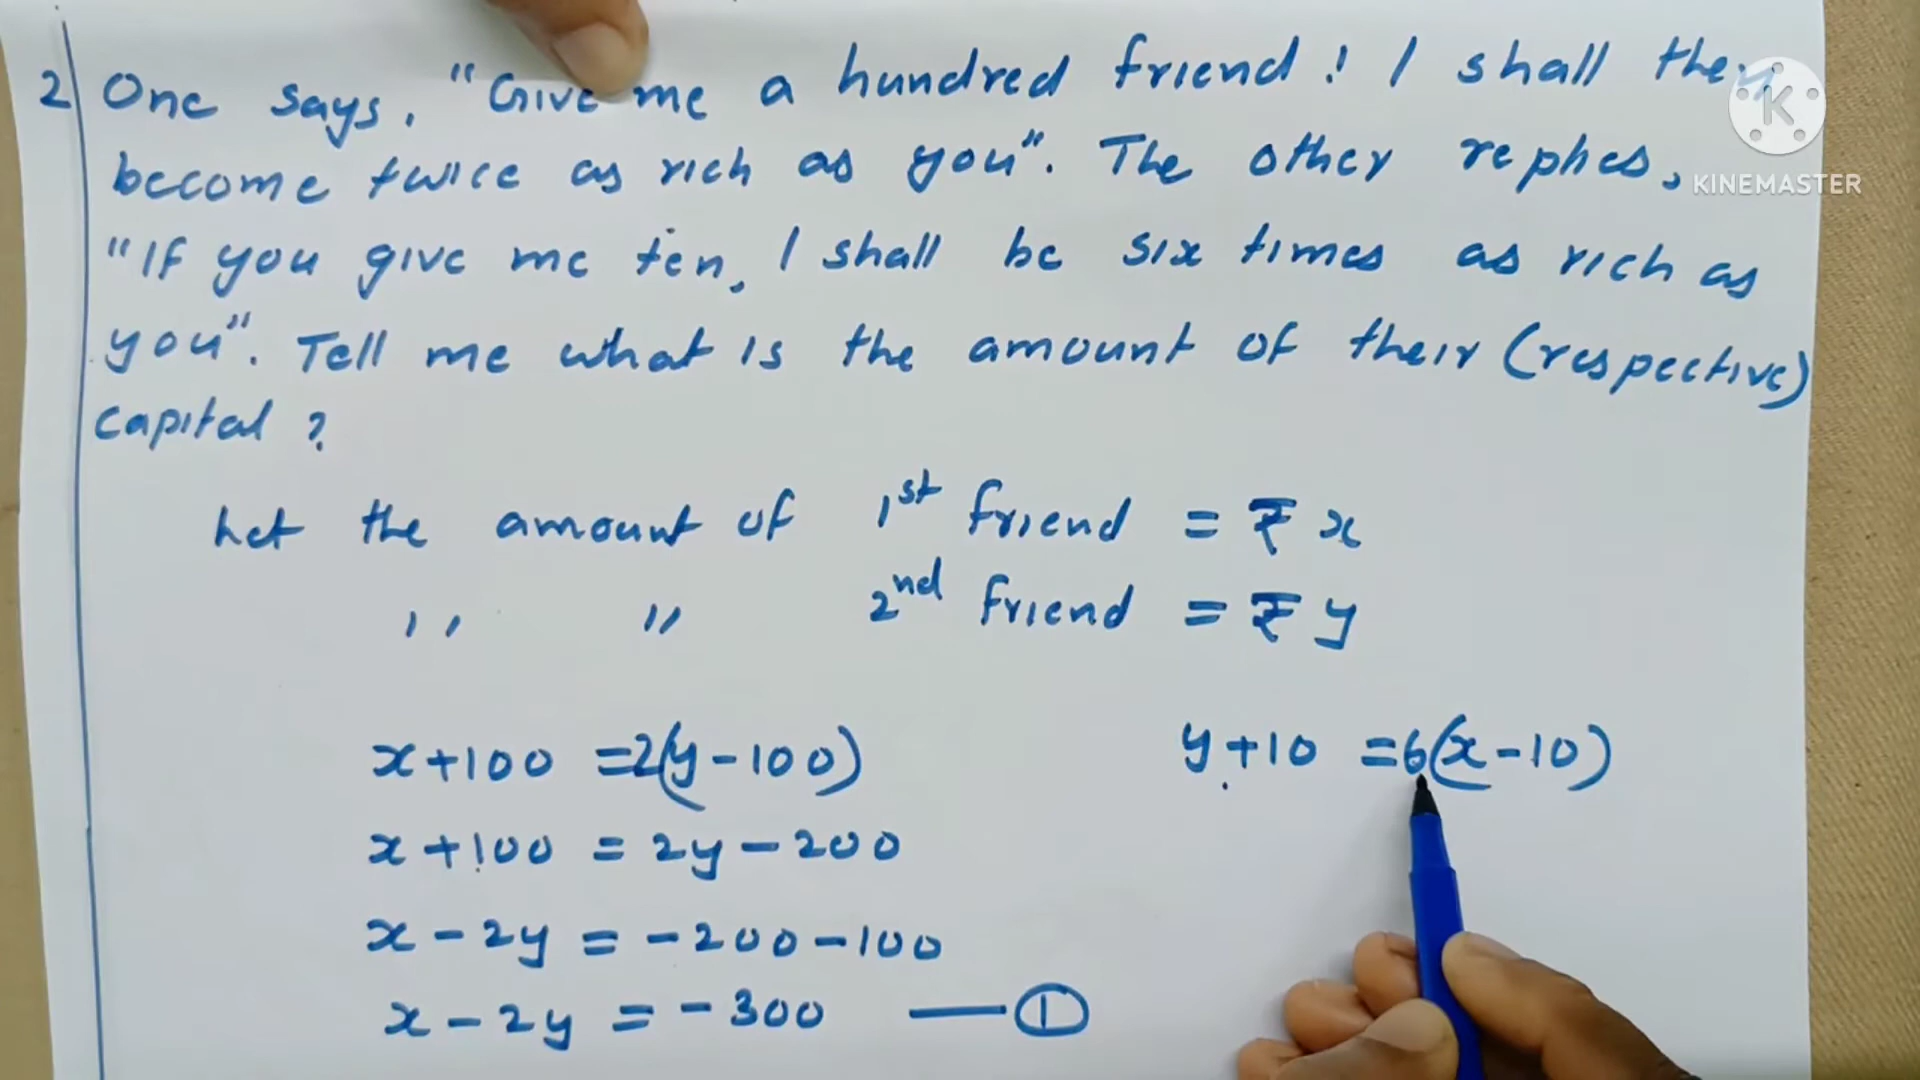 2 One says, "Give me a hundred friend! I shall then
become twice as rich as you". The other replies,
"If you give me ten, I shall be six times as rich as
you". Tell me what is the amount of their (respective)
capital?
Let the amount of 1st friend = ₹ x
,, ,, 2nd friend = ₹ y
x+100 =2(y-100)
x+100 = 2y-200
x-2y = -200-100
x-2y = -300 — ①
y+10 =6(x-10)
K
KINEMASTER